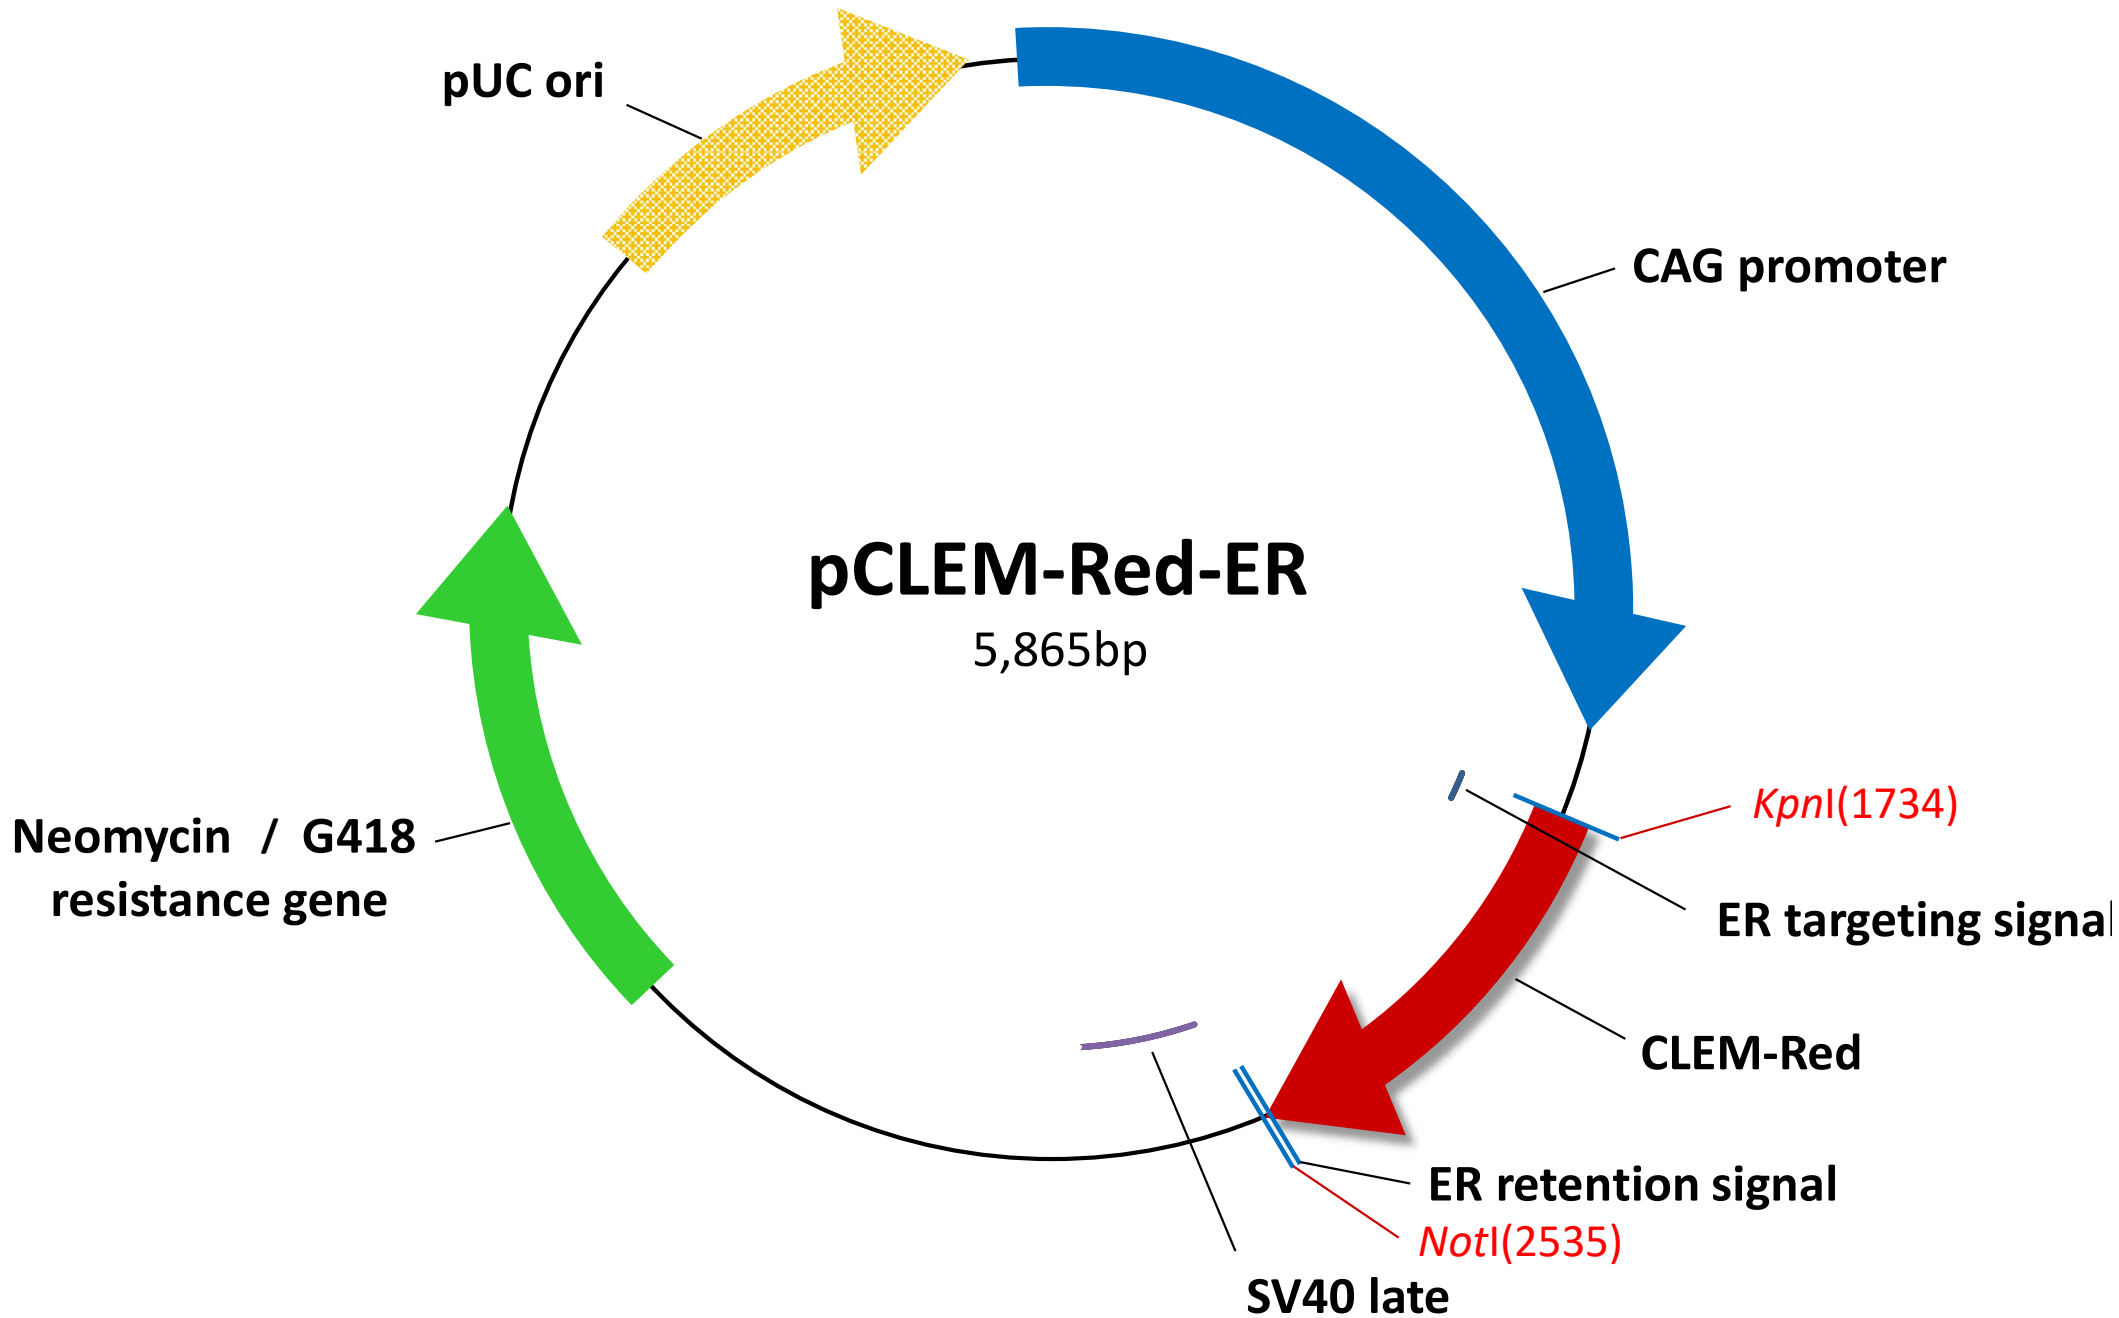 pUC ori
CAG promoter
pCLEM-Red-ER
5,865bp
KpnI(1734)
Neomycin / G418
resistance gene
ER targeting signal
CLEM-Red
ER retention signal
NotI(2535)
SV40 late